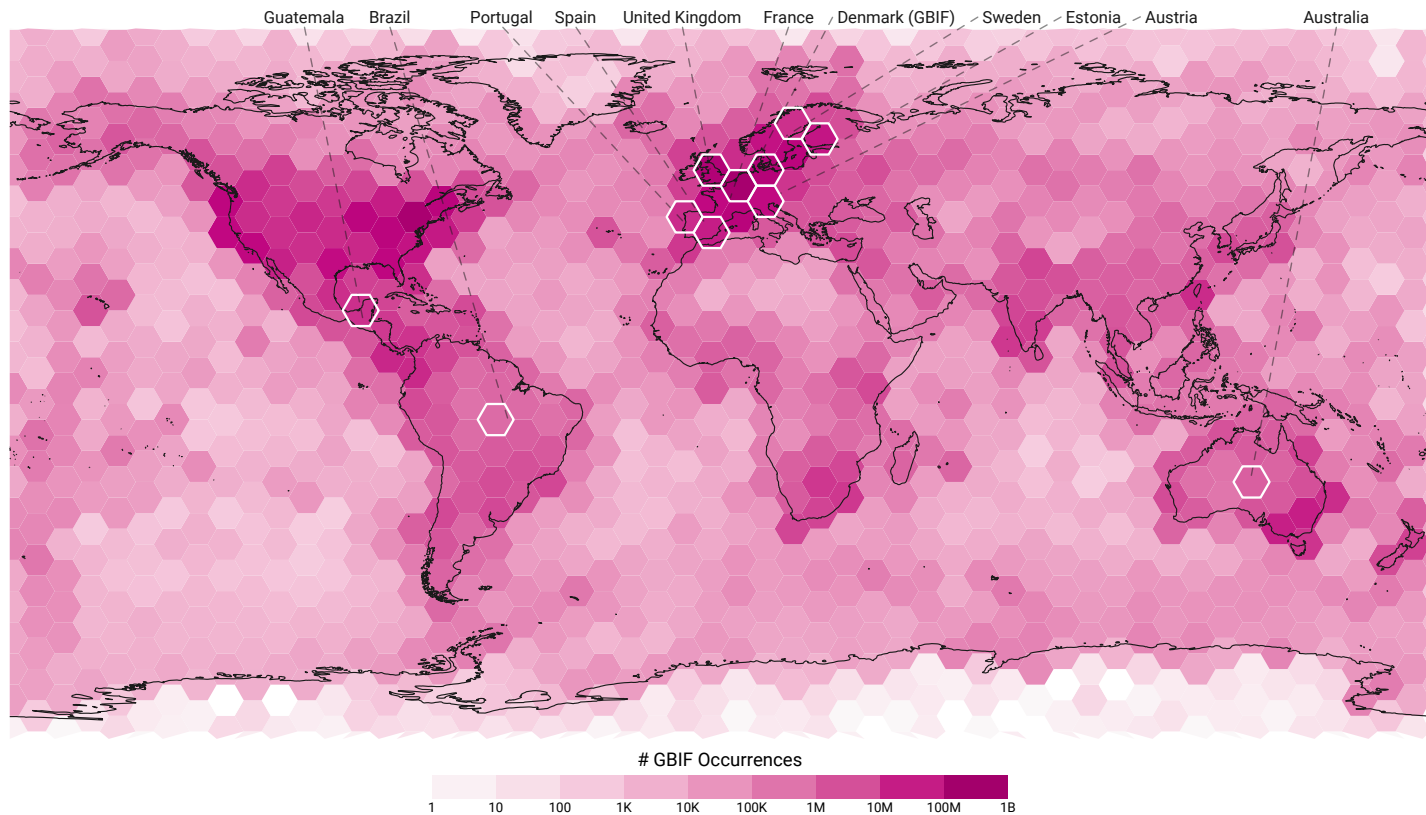 Guatemala Brazil Portugal Spain United Kingdom France Denmark (GBIF) Sweden Estonia Austria Australia
# GBIF Occurrences
1 10 100 1K 10K 100K 1M 10M 100M 1B